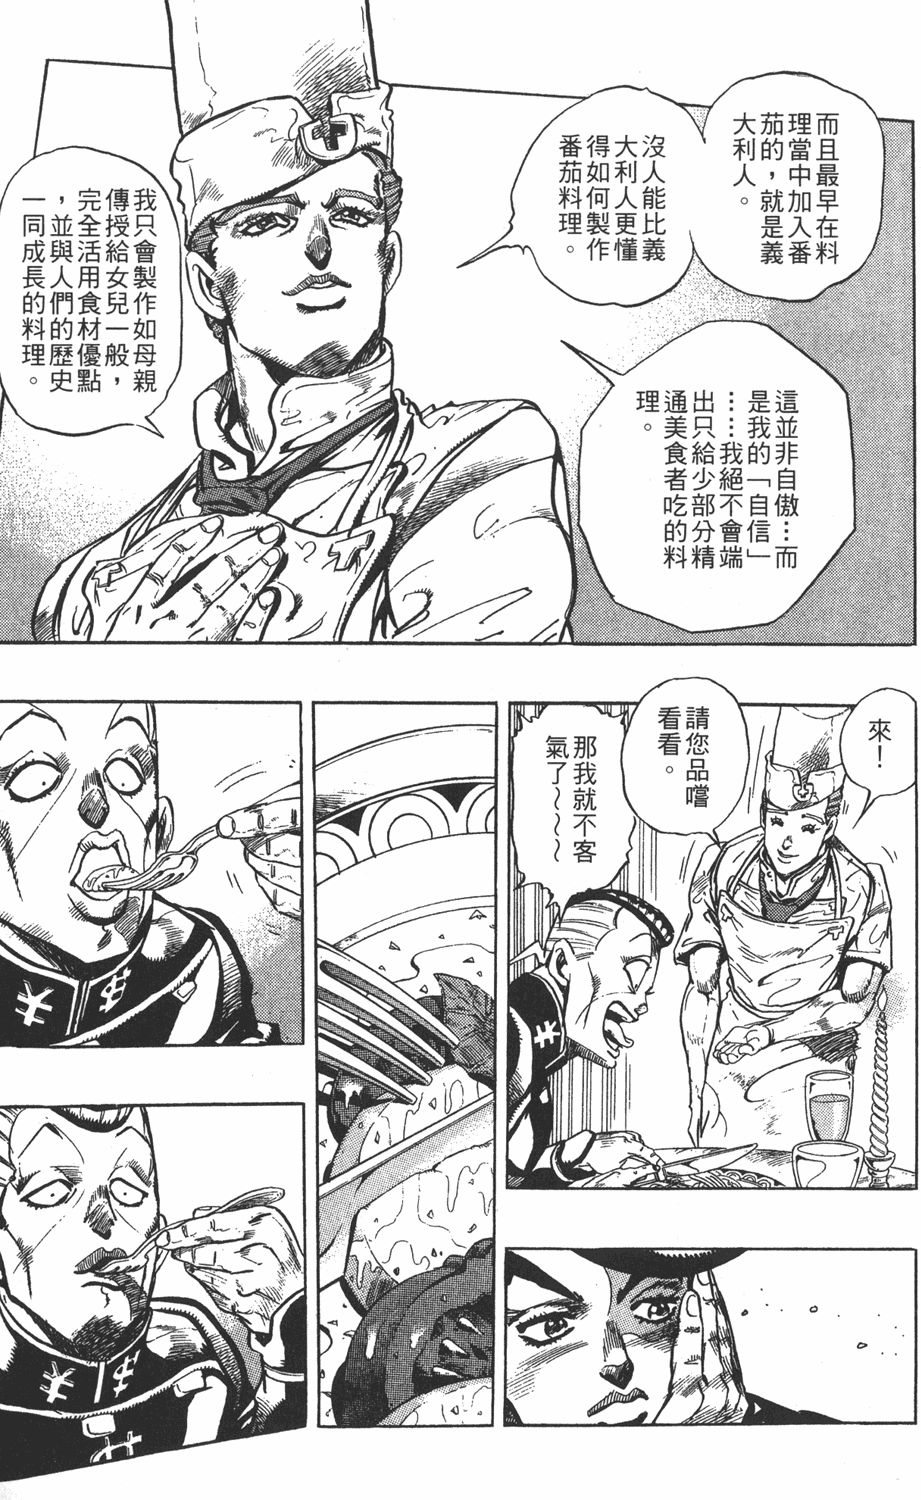 而且最早在料
理當中加入番
茄的，就是義
大利人。
沒人能比義
大利人更懂
得如何製作
番茄料理。
這並非自傲…而
是我的「自信」
……我絕不會端
出只給少部分精
通美食者吃的料
理。
我只會製作如母親
傳授給女兒一般，
完全活用食材優點
，並與人們的歷史
一同成長的料理。
來！
請您品嚐
看看。
那我就不客
氣了～～～